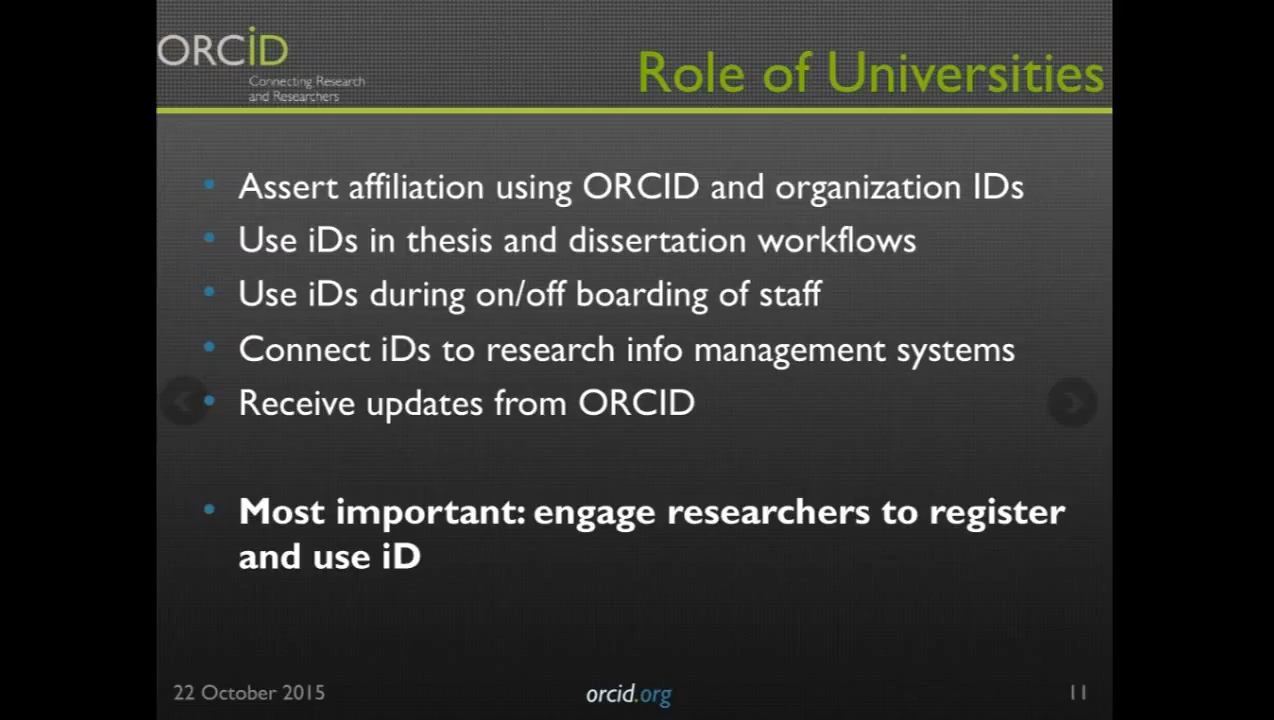 ORCiD
Connecting Research
and Researchers
Role of Universities
• Assert affiliation using ORCID and organization IDs
• Use iDs in thesis and dissertation workflows
• Use iDs during on/off boarding of staff
• Connect iDs to research info management systems
• Receive updates from ORCID
• Most important: engage researchers to register
and use iD
22 October 2015
orcid.org
11